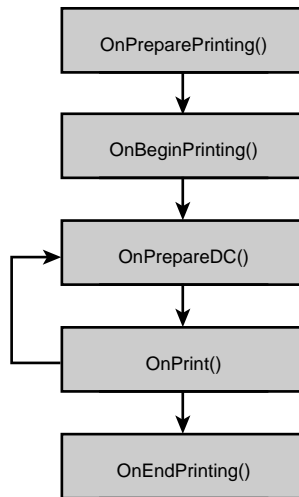 OnPreparePrinting()
OnBeginPrinting()
OnPrepareDC()
OnPrint()
OnEndPrinting()